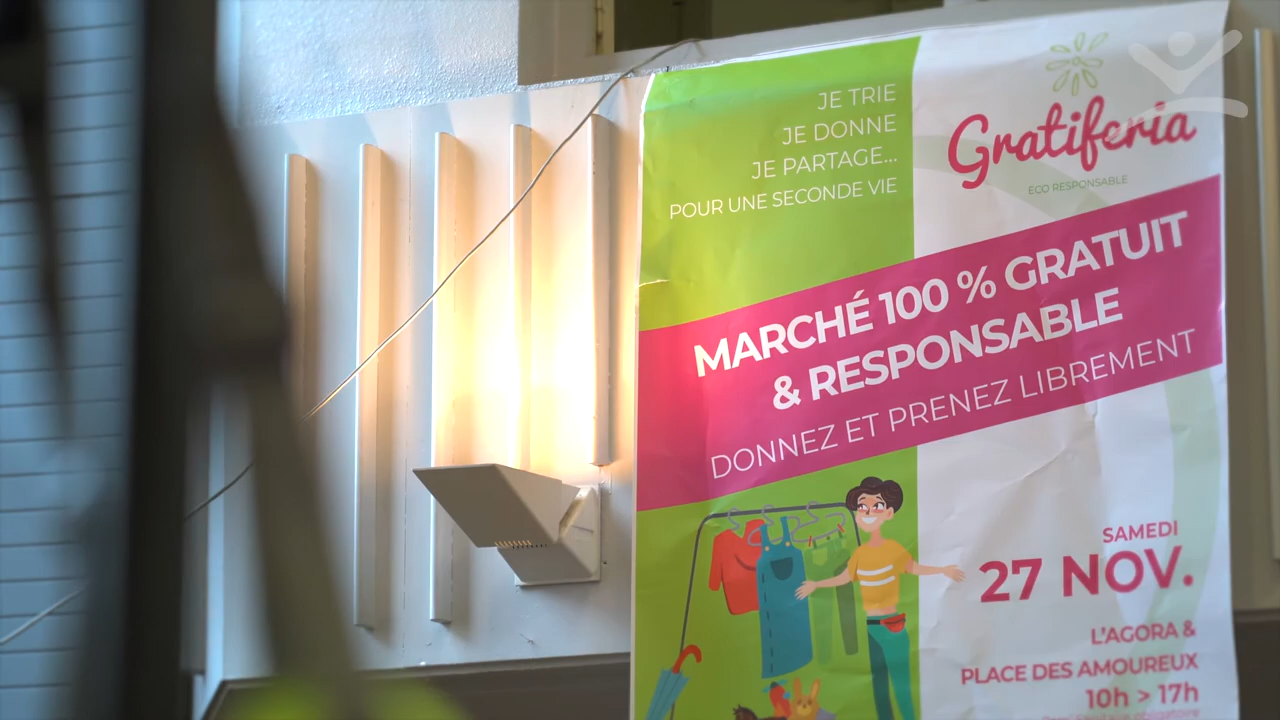 JE TRIE
JE DONNE
JE PARTAGE...
POUR UNE SECONDE VIE
Gratiferia
ECO RESPONSABLE
MARCHÉ 100 % GRATUIT
& RESPONSABLE
DONNEZ ET PRENEZ LIBREMENT
SAMEDI
27 NOV.
L'AGORA &
PLACE DES AMOUREUX
10h > 17h